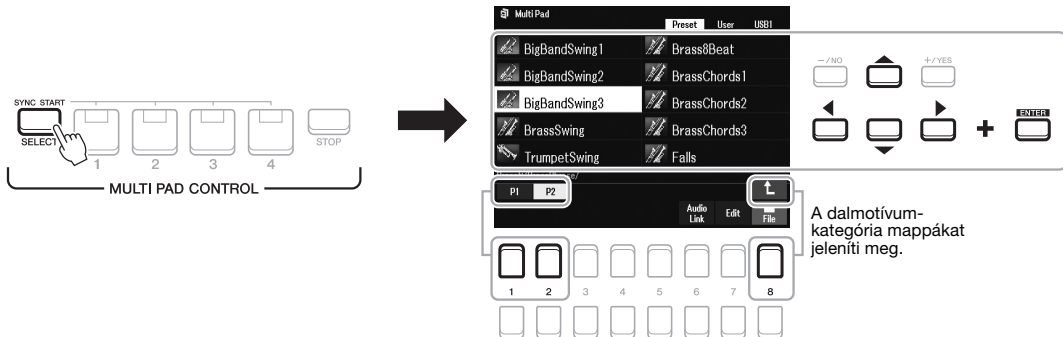 SYNC START
SELECT
1 2 3 4
STOP
MULTI PAD CONTROL
Multi Pad
Preset User USB1
BigBandSwing1
BigBandSwing2
BigBandSwing3
BrassSwing
TrumpetSwing
Brass8Beat
BrassChords1
BrassChords2
BrassChords3
Falls
P1 P2
Audio
Link
Edit
File
1 2 3 4 5 6 7 8
–/NO
+/YES
ENTER
+
A dalmotívum-
kategória mappákat
jeleníti meg.